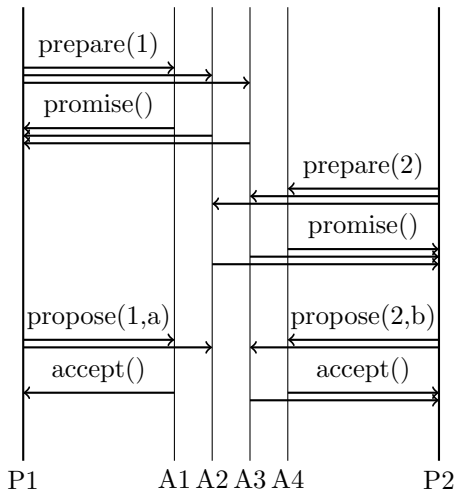 prepare(1)
promise()
prepare(2)
promise()
propose(1,a) propose(2,b)
accept() accept()
P1 A1 A2 A3 A4 P2